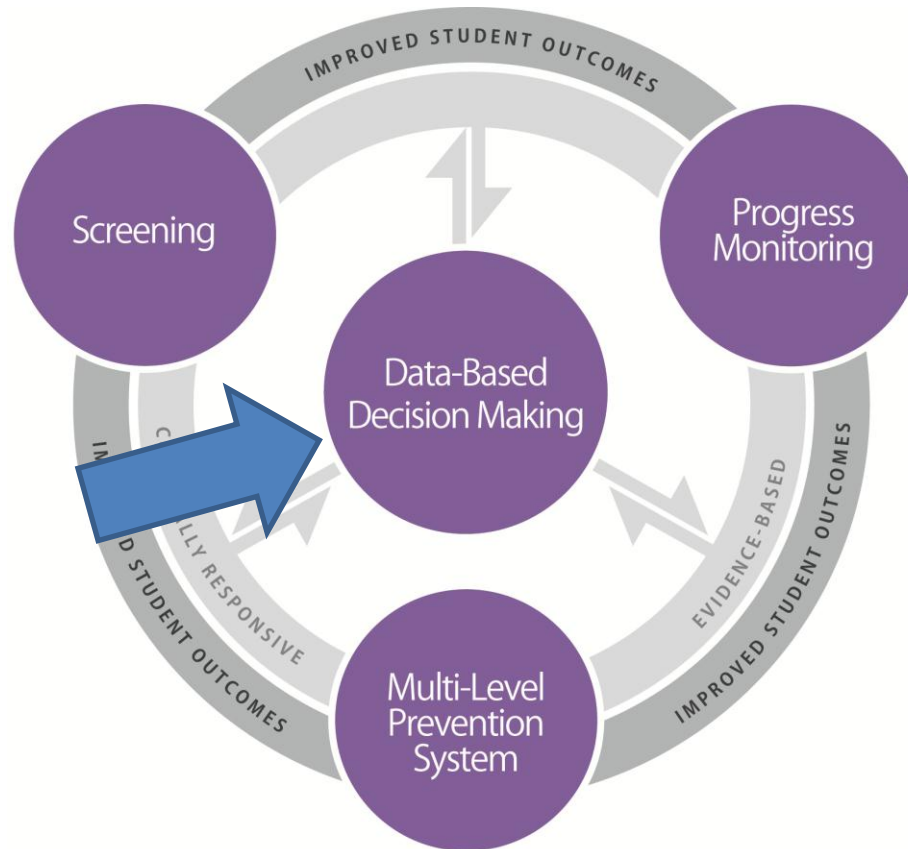 IMPROVED STUDENT OUTCOMES
Screening
Progress
Monitoring
Data-Based
Decision Making
RESPONSIVE
STUDENT OUTCOMES
EVIDENCE-BASED
IMPROVED STUDENT OUTCOMES
Multi-Level
Prevention
System